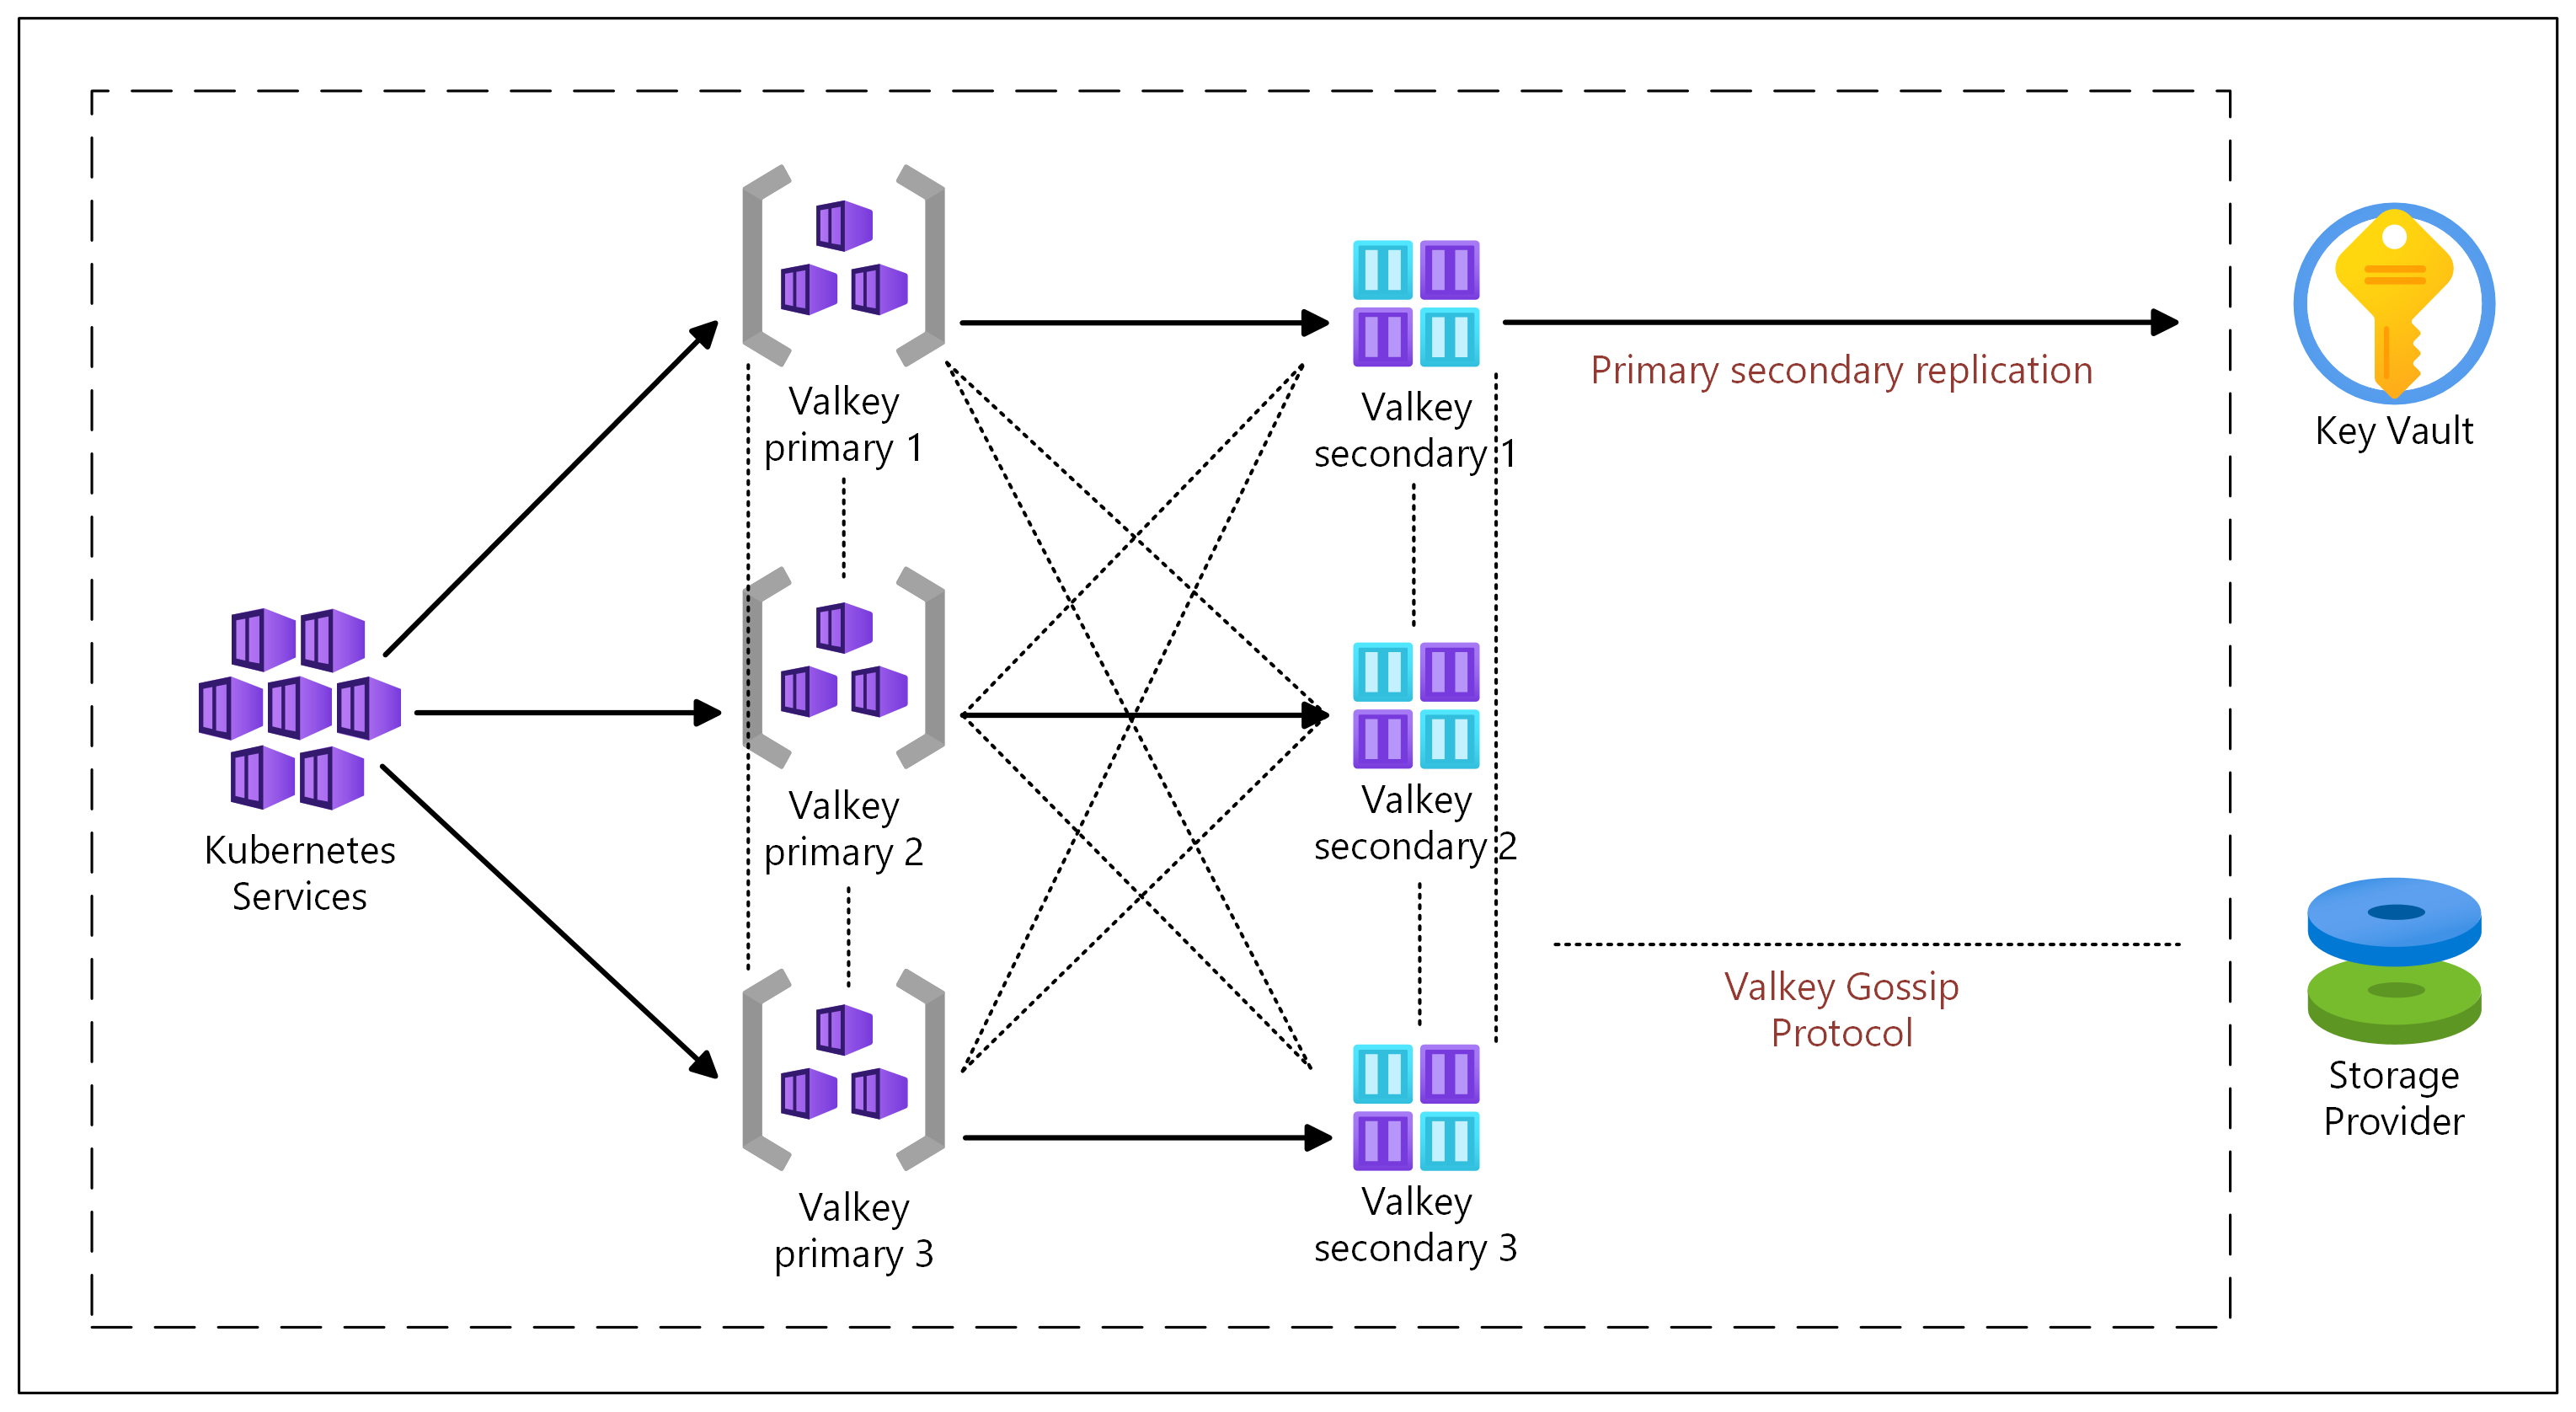 Valkey
primary 1
Valkey
secondary 1
Primary secondary replication
Key Vault
Kubernetes
Services
Valkey
primary 2
Valkey
secondary 2
Valkey Gossip
Protocol
Storage
Provider
Valkey
primary 3
Valkey
secondary 3